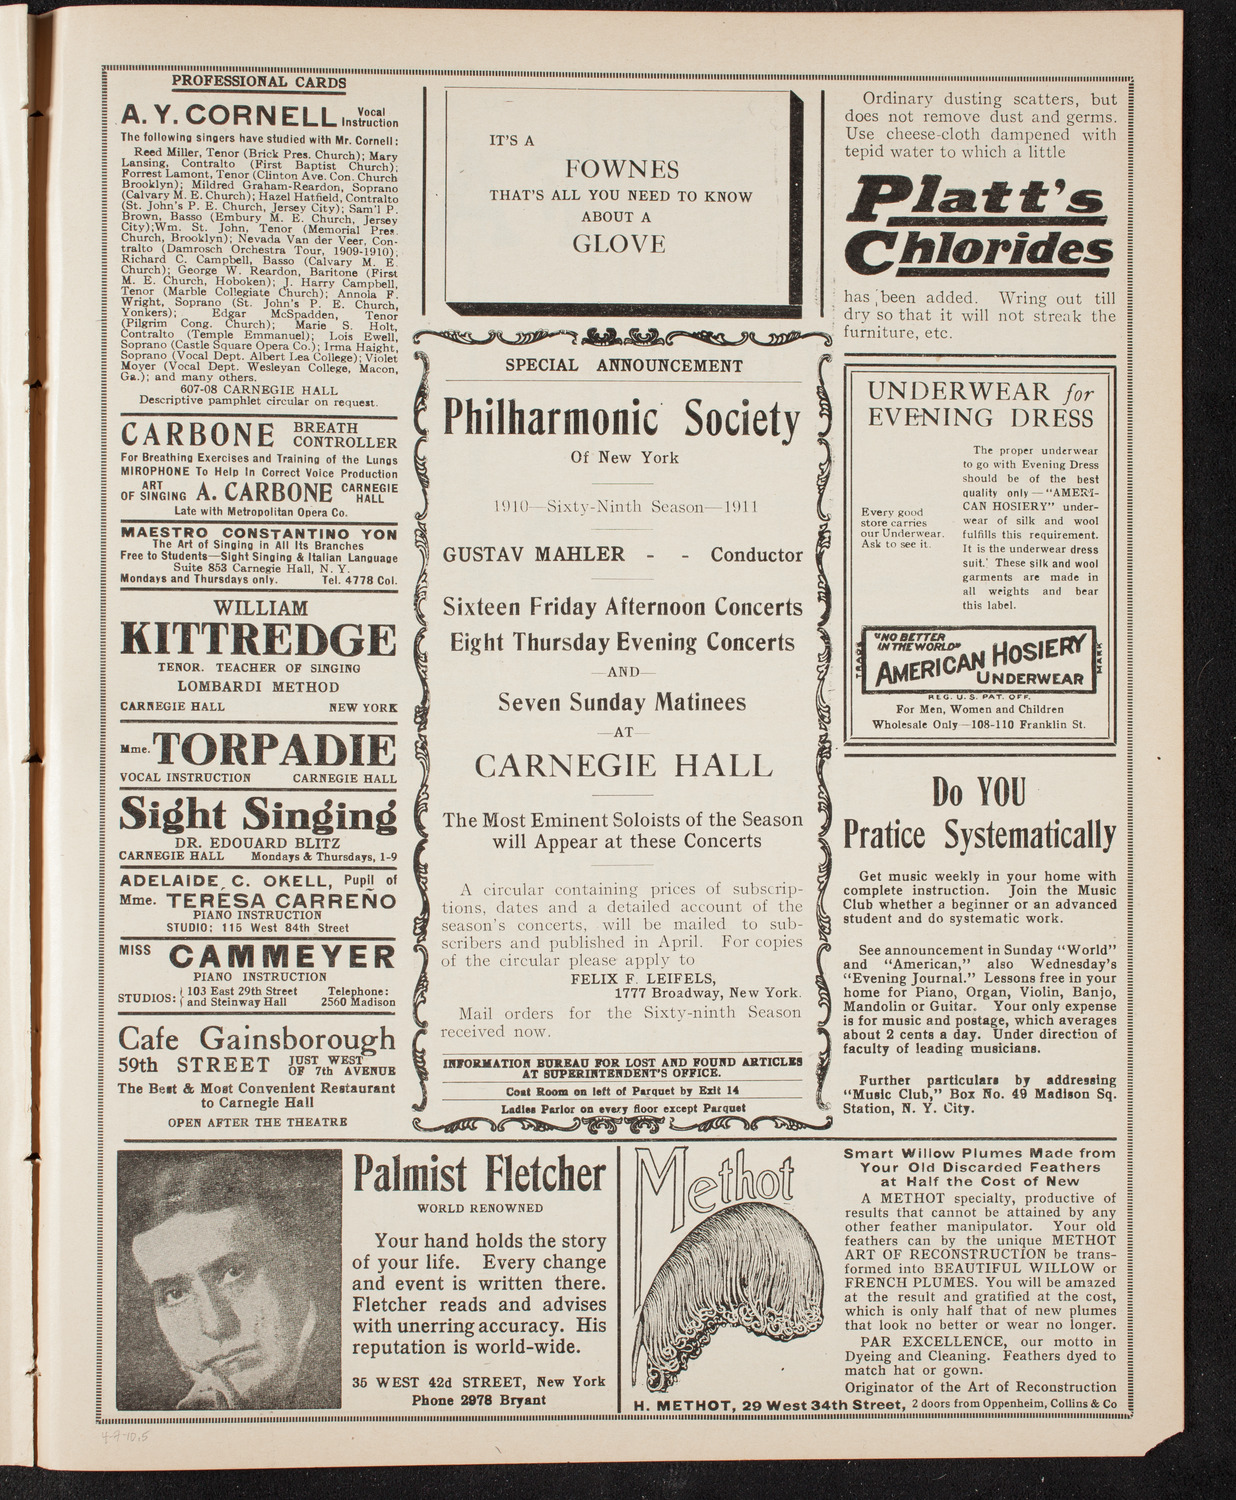 PROFESSIONAL CARDS
A. Y. CORNELL Vocal Instruction
The following singers have studied with Mr. Cornell:
Reed Miller, Tenor (Brick Pres. Church); Mary
Lansing, Contralto (First Baptist Church);
Forrest Lamont, Tenor (Clinton Ave. Con. Church
Brooklyn); Mildred Graham-Reardon, Soprano
(Calvary M. E. Church); Hazel Hatfield, Contralto
(St. John's P. E. Church, Jersey City); Sam'l P.
Brown, Basso (Embury M. E. Church, Jersey
City);Wm. St. John, Tenor (Memorial Pres.
Church, Brooklyn); Nevada Van der Veer, Con-
tralto (Damrosch Orchestra Tour, 1909-1910);
Richard C. Campbell, Basso (Calvary M. E
Church); George W. Reardon, Baritone (First
M. E. Church, Hoboken); J. Harry Campbell,
Tenor (Marble Collegiate Church); Annola F.
Wright, Soprano (St. John's P. E. Church,
Yonkers); Edgar McSpadden, Tenor
(Pilgrim Cong. Church); Marie S. Holt,
Contralto (Temple Emmanuel); Lois Ewell,
Soprano (Castle Square Opera Co.); Irma Haight,
Soprano (Vocal Dept. Albert Lea College); Violet
Moyer (Vocal Dept. Wesleyan College, Macon,
Ga.); and many others.
607-08 CARNEGIE HALL
Descriptive pamphlet circular on request.
CARBONE BREATH CONTROLLER
For Breathing Exercises and Training of the Lungs
MIROPHONE To Help In Correct Voice Production
ART OF SINGING A. CARBONE CARNEGIE HALL
Late with Metropolitan Opera Co.
MAESTRO CONSTANTINO YON
The Art of Singing in All Its Branches
Free to Students—Sight Singing & Italian Language
Suite 853 Carnegie Hall, N. Y.
Mondays and Thursdays only. Tel. 4778 Col.
WILLIAM
KITTREDGE
TENOR. TEACHER OF SINGING
LOMBARDI METHOD
CARNEGIE HALL NEW YORK
Mme. TORPADIE
VOCAL INSTRUCTION CARNEGIE HALL
Sight Singing
DR. EDOUARD BLITZ
CARNEGIE HALL Mondays & Thursdays, 1-9
ADELAIDE C. OKELL, Pupil of
Mme. TERESA CARREÑO
PIANO INSTRUCTION
STUDIO; 115 West 84th Street
MISS CAMMEYER
PIANO INSTRUCTION
STUDIOS: { 103 East 29th Street Telephone:
and Steinway Hall 2560 Madison
Cafe Gainsborough
59th STREET JUST WEST OF 7th AVENUE
The Best & Most Convenient Restaurant
to Carnegie Hall
OPEN AFTER THE THEATRE
IT'S A
FOWNES
THAT'S ALL YOU NEED TO KNOW
ABOUT A
GLOVE
SPECIAL ANNOUNCEMENT
Philharmonic Society
Of New York
1910—Sixty-Ninth Season—1911
GUSTAV MAHLER - - Conductor
Sixteen Friday Afternoon Concerts
Eight Thursday Evening Concerts
—AND—
Seven Sunday Matinees
—AT—
CARNEGIE HALL
The Most Eminent Soloists of the Season
will Appear at these Concerts
A circular containing prices of subscrip-
tions, dates and a detailed account of the
season's concerts, will be mailed to sub-
scribers and published in April. For copies
of the circular please apply to
FELIX F. LEIFELS,
1777 Broadway, New York.
Mail orders for the Sixty-ninth Season
received now.
INFORMATION BUREAU FOR LOST AND FOUND ARTICLES
AT SUPERINTENDENT'S OFFICE.
Coat Room on left of Parquet by Exit 14
Ladies Parlor on every floor except Parquet
Ordinary dusting scatters, but
does not remove dust and germs.
Use cheese-cloth dampened with
tepid water to which a little
Platt's
Chlorides
has been added. Wring out till
dry so that it will not streak the
furniture, etc.
UNDERWEAR for
EVENING DRESS
Every good
store carries
our Underwear.
Ask to see it.
The proper underwear
to go with Evening Dress
should be of the best
quality only—"AMERI-
CAN HOSIERY" under-
wear of silk and wool
fulfills this requirement.
It is the underwear dress
suit.' These silk and wool
garments are made in
all weights and bear
this label.
TRADE MARK
"NO BETTER
IN THE WORLD"
AMERICAN HOSIERY
UNDERWEAR
REG. U. S. PAT. OFF.
For Men, Women and Children
Wholesale Only—108-110 Franklin St.
Do YOU
Pratice Systematically
Get music weekly in your home with
complete instruction. Join the Music
Club whether a beginner or an advanced
student and do systematic work.
See announcement in Sunday "World"
and "American," also Wednesday's
"Evening Journal." Lessons free in your
home for Piano, Organ, Violin, Banjo,
Mandolin or Guitar. Your only expense
is for music and postage, which averages
about 2 cents a day. Under direction of
faculty of leading musicians.
Further particulars by addressing
"Music Club," Box No. 49 Madison Sq.
Station, N. Y. City.
Palmist Fletcher
WORLD RENOWNED
Your hand holds the story
of your life. Every change
and event is written there.
Fletcher reads and advises
with unerring accuracy. His
reputation is world-wide.
35 WEST 42d STREET, New York
Phone 2978 Bryant
Methot
Smart Willow Plumes Made from
Your Old Discarded Feathers
at Half the Cost of New
A METHOT specialty, productive of
results that cannot be attained by any
other feather manipulator. Your old
feathers can by the unique METHOT
ART OF RECONSTRUCTION be trans-
formed into BEAUTIFUL WILLOW or
FRENCH PLUMES. You will be amazed
at the result and gratified at the cost,
which is only half that of new plumes
that look no better or wear no longer.
PAR EXCELLENCE, our motto in
Dyeing and Cleaning. Feathers dyed to
match hat or gown.
Originator of the Art of Reconstruction
H. METHOT, 29 West 34th Street, 2 doors from Oppenheim, Collins & Co
4-9-10.5